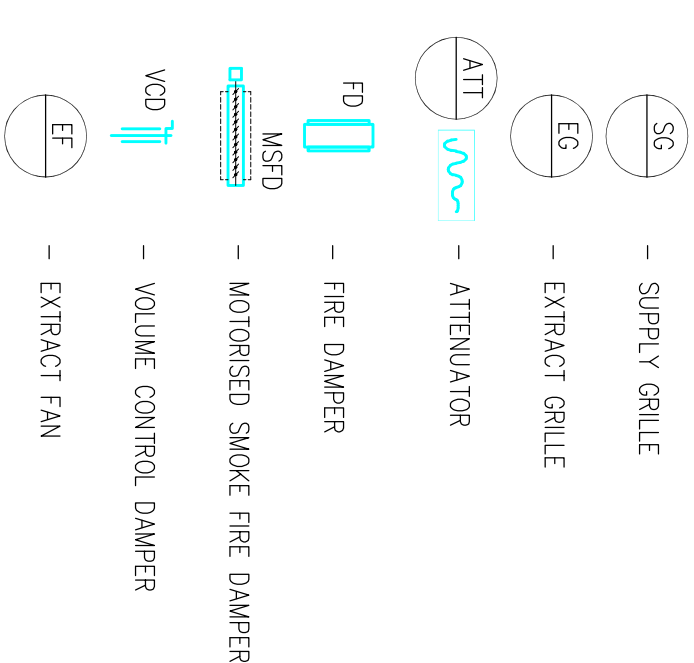 SG - SUPPLY GRILLE
EG - EXTRACT GRILLE
ATT - ATTENUATOR
FD - FIRE DAMPER
MSFD - MOTORISED SMOKE FIRE DAMPER
VCD - VOLUME CONTROL DAMPER
EF - EXTRACT FAN